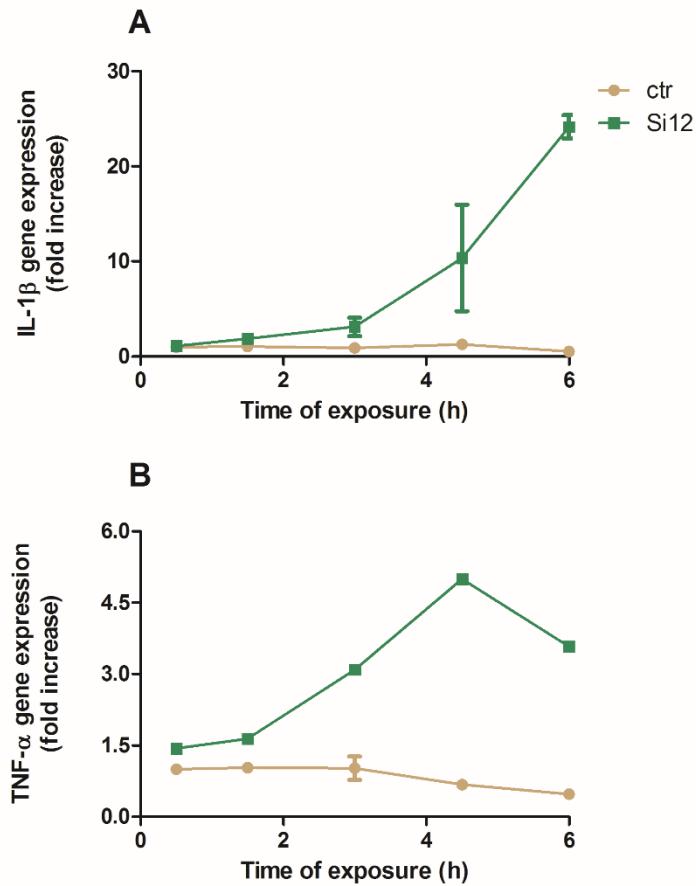 A
30
20
10
0
IL-1β gene expression
(fold increase)
0 2 4 6
Time of exposure (h)
ctr
Si12
B
6.0
4.5
3.0
1.5
0.0
TNF-α gene expression
(fold increase)
0 2 4 6
Time of exposure (h)